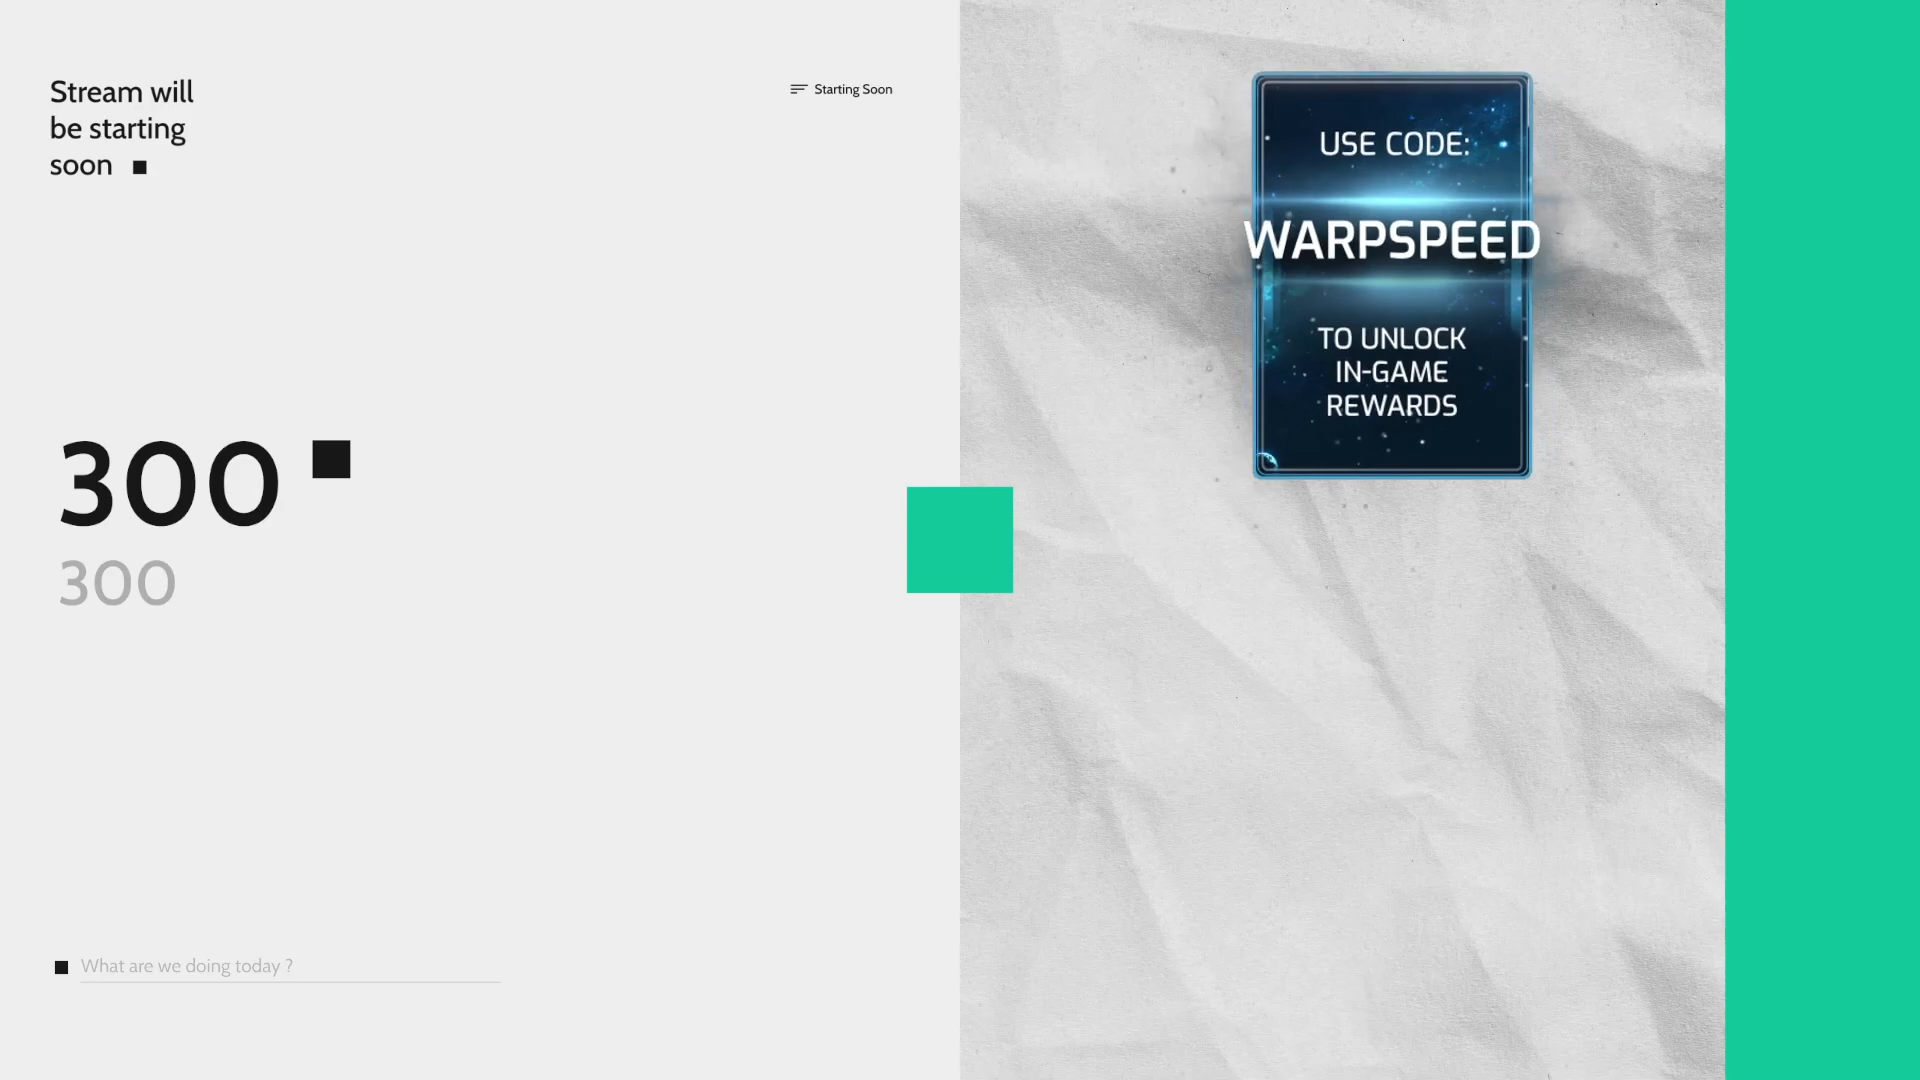 Stream will
be starting
soon
Starting Soon
300
300
What are we doing today ?
USE CODE:
WARPSPEED
TO UNLOCK
IN-GAME
REWARDS